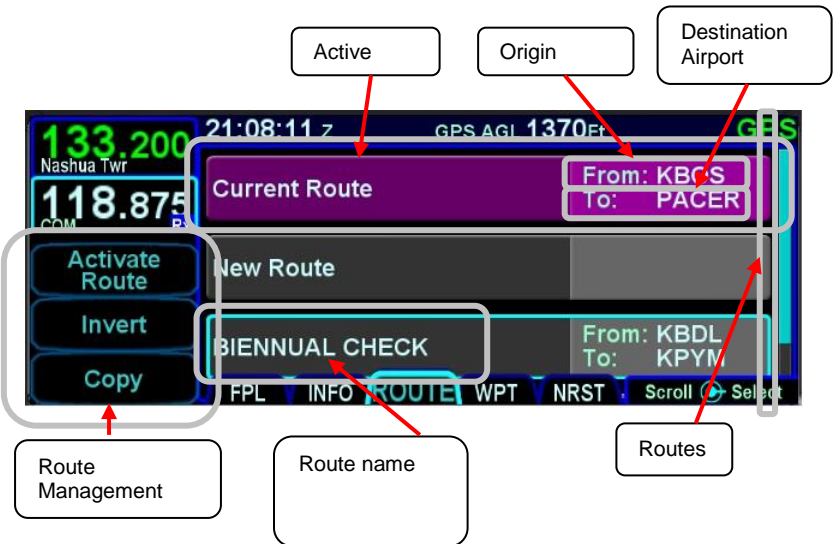 Active
Origin
Destination
Airport
133.200
Nashua Twr
118.875
COM
21:08:11 Z
GPS AGL 1370Ft
GPS
Current Route
From: KBOS
To: PACER
Activate
Route
New Route
Invert
BIENNUAL CHECK
From: KBDL
To: KPYM
Copy
FPL
INFO
ROUTE
WPT
NRST
Scroll
Select
Route
Management
Route name
Routes